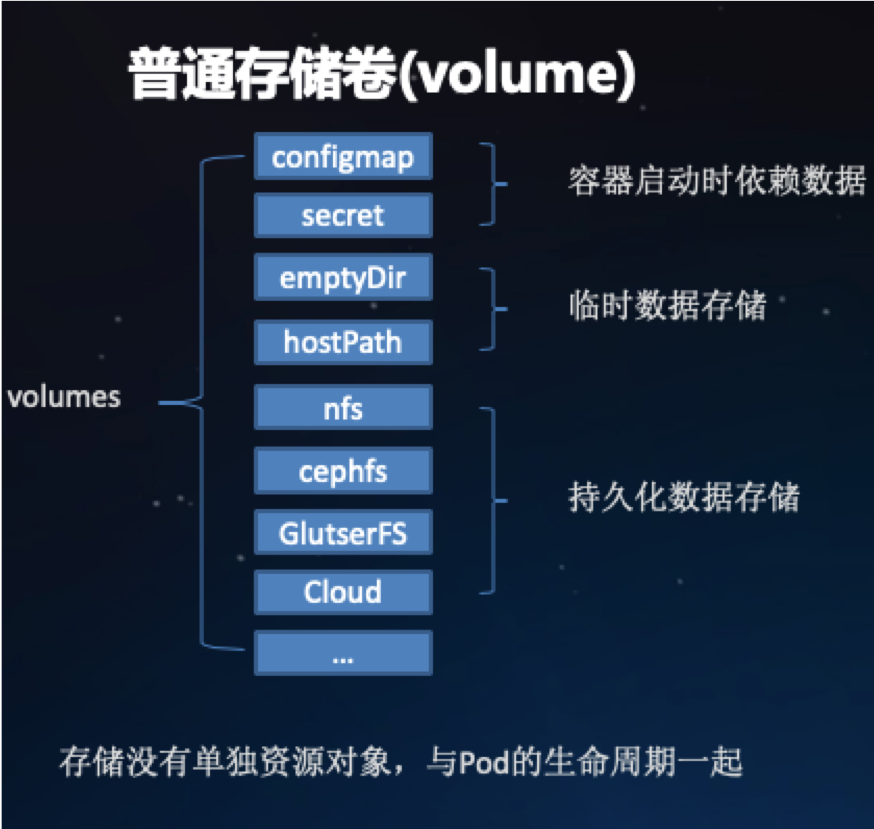 普通存储卷(volume)
configmap
secret
容器启动时依赖数据
emptyDir
hostPath
临时数据存储
volumes
nfs
cephfs
GlutserFS
Cloud
持久化数据存储
...
存储没有单独资源对象，与Pod的生命周期一起